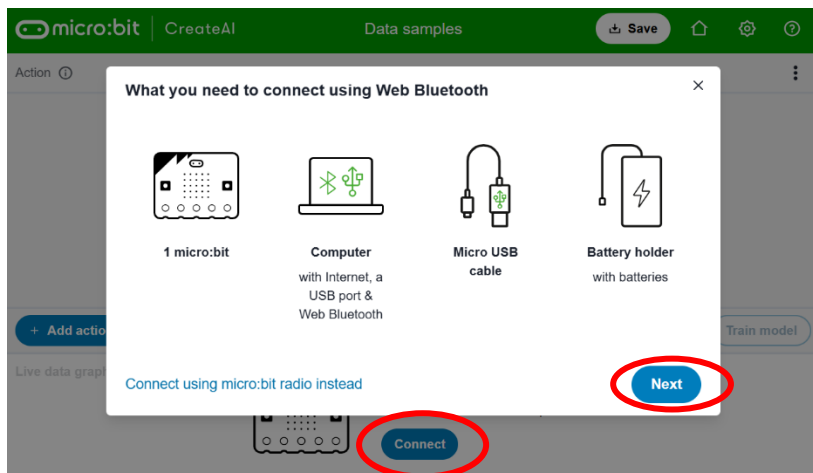 micro:bit CreateAI Data samples Save
Action
What you need to connect using Web Bluetooth
1 micro:bit
Computer
with Internet, a
USB port &
Web Bluetooth
Micro USB
cable
Battery holder
with batteries
+ Add actio
Train model
Live data graph
Connect using micro:bit radio instead
Next
Connect